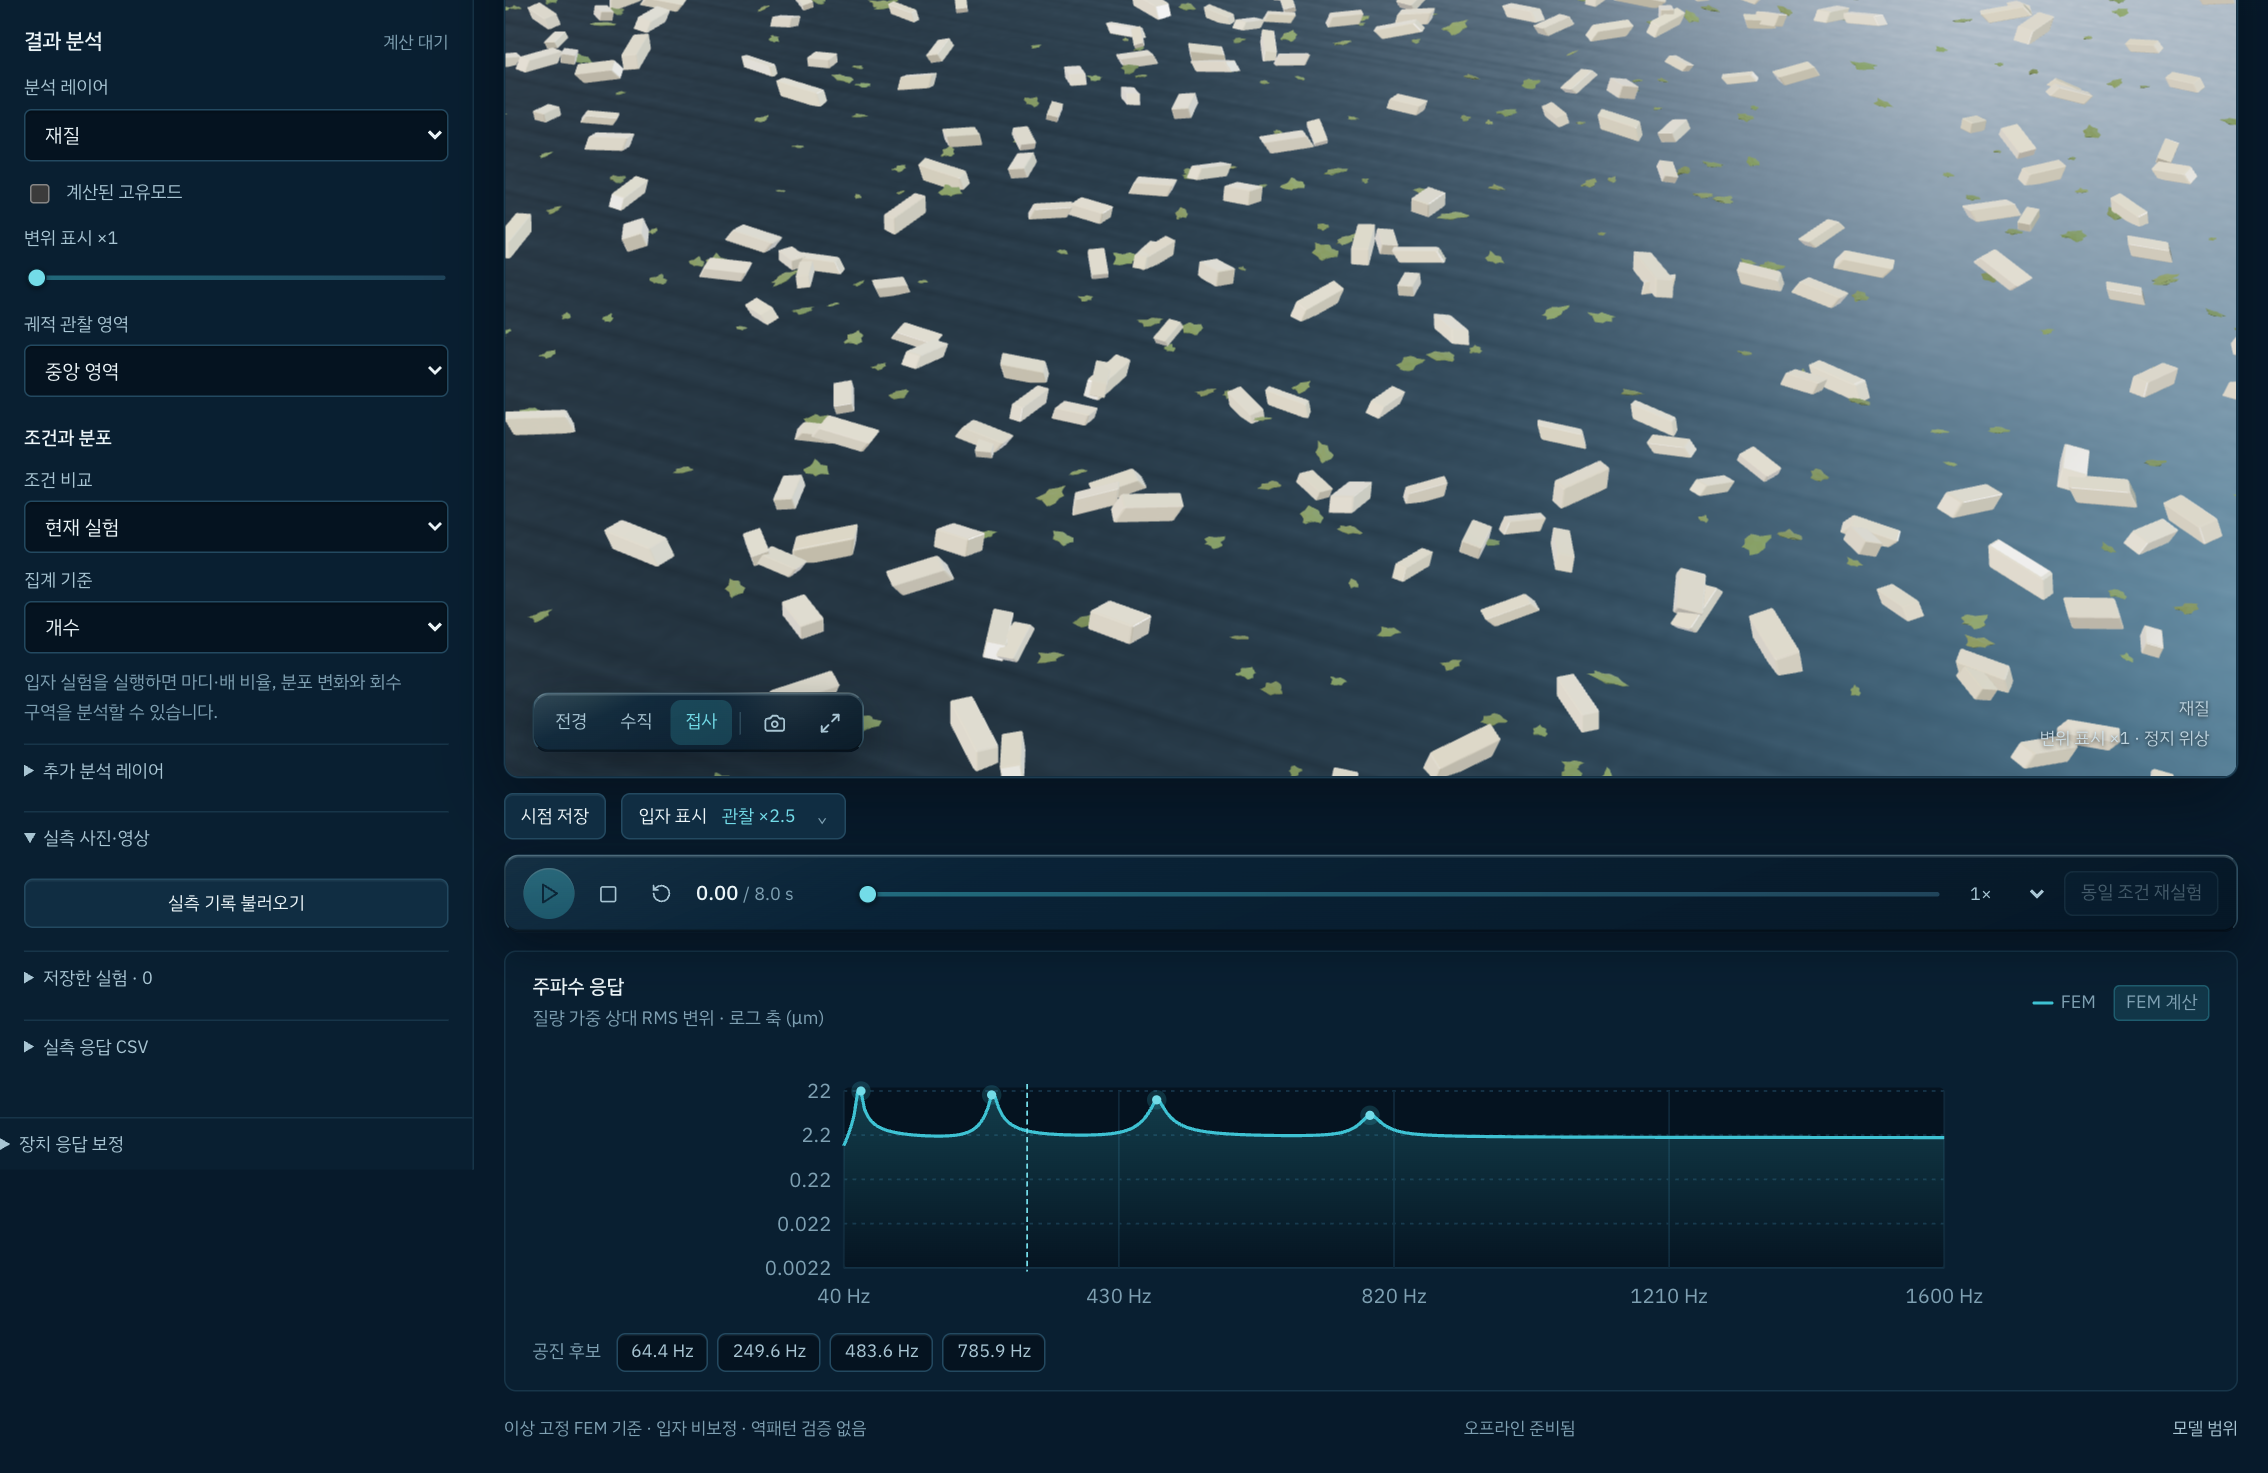 결과 분석
계산 대기
분석 레이어
재질
계산된 고유모드
변위 표시 ×1
궤적 관찰 영역
중앙 영역
조건과 분포
조건 비교
현재 실험
집계 기준
개수
입자 실험을 실행하면 마디·배 비율, 분포 변화와 회수
구역을 분석할 수 있습니다.
추가 분석 레이어
실측 사진·영상
실측 기록 불러오기
저장한 실험 · 0
실측 응답 CSV
장치 응답 보정
전경 수직 접사
재질
변위 표시 ×1 · 정지 위상
시점 저장
입자 표시 관찰 ×2.5
0.00 / 8.0 s
1×
동일 조건 재실험
주파수 응답
질량 가중 상대 RMS 변위 · 로그 축 (μm)
FEM
FEM 계산
22
2.2
0.22
0.022
0.0022
40 Hz 430 Hz 820 Hz 1210 Hz 1600 Hz
공진 후보 64.4 Hz 249.6 Hz 483.6 Hz 785.9 Hz
이상 고정 FEM 기준 · 입자 비보정 · 역패턴 검증 없음
오프라인 준비됨
모델 범위